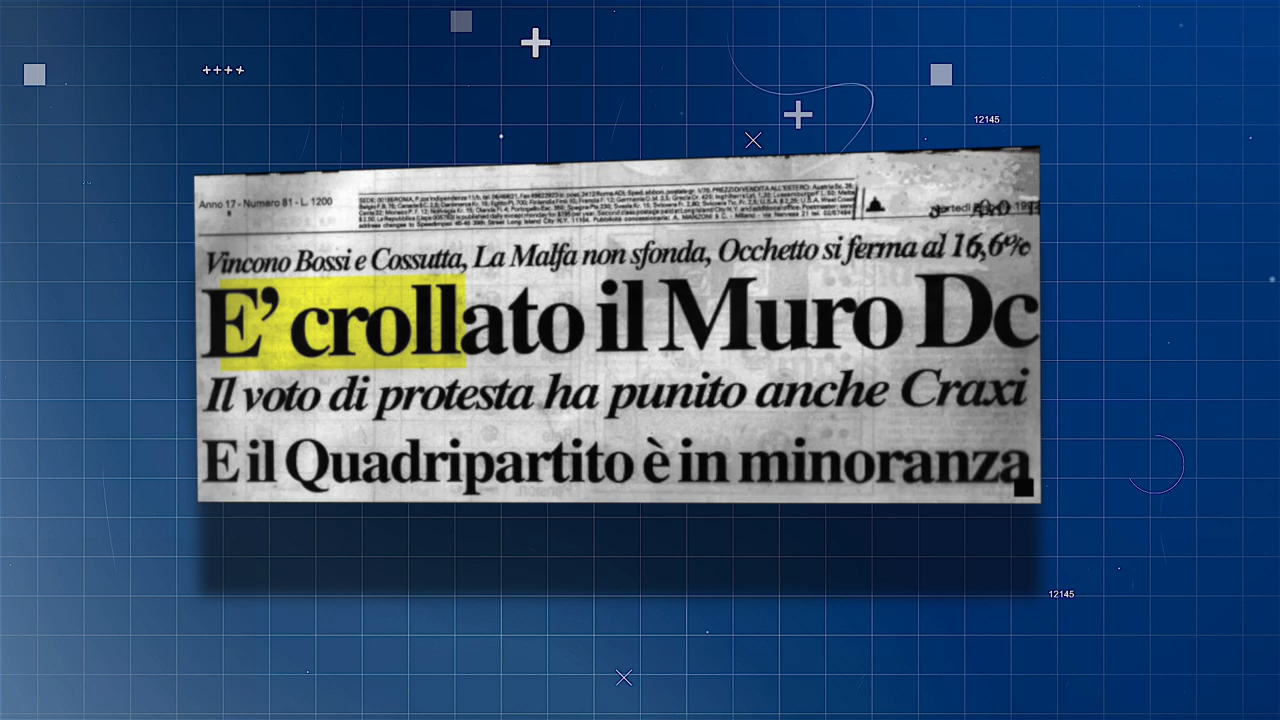 ++++
12145
Anno 17 - Numero 81 - L. 1200
Vincono Bossi e Cossutta, La Malfa non sfonda, Occhetto si ferma al 16,6%
E' crollato il Muro Dc
Il voto di protesta ha punito anche Craxi
E il Quadripartito è in minoranza
12145